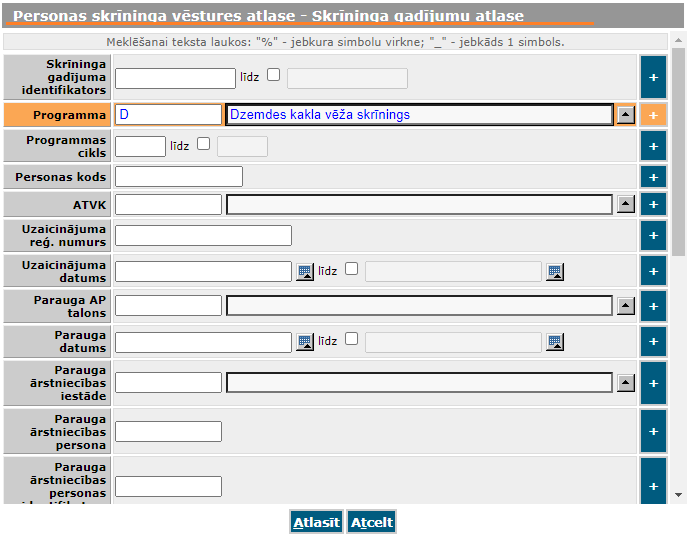 Personas skrīninga vēstures atlase - Skrīninga gadījumu atlase
Meklēšanai teksta laukos: "%" - jebkura simbolu virkne; "_" - jebkāds 1 simbols.
Skrīninga
gadījuma
identifikators
līdz
+
Programma
D
Dzemdes kakla vēža skrīnings
+
Programmas
cikls
līdz
+
Personas kods
+
ATVK
+
Uzaicinājuma
reģ. numurs
+
Uzaicinājuma
datums
līdz
+
Parauga AP
talons
+
Parauga
datums
līdz
+
Parauga
ārstniecības
iestāde
+
Parauga
ārstniecības
persona
+
Parauga
ārstniecības
personas
+
Atlasīt
Atcelt